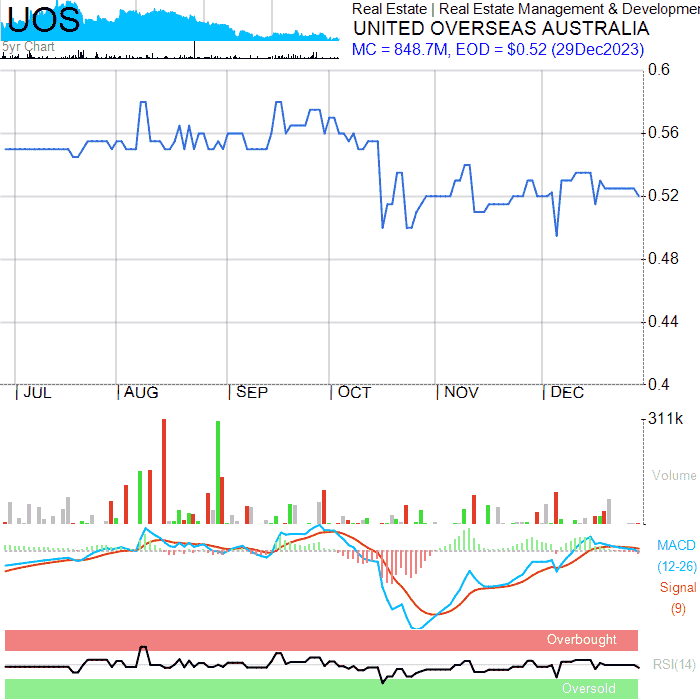 UOS
5yr Chart
Real Estate | Real Estate Management & Developmen
UNITED OVERSEAS AUSTRALIA
MC = 848.7M, EOD = $0.52 (29Dec2023)
0.6
0.56
0.52
0.48
0.44
0.4
| JUL | AUG | SEP | OCT | NOV | DEC
311k
Volume
MACD
(12-26)
Signal
(9)
Overbought
RSI(14)
Oversold